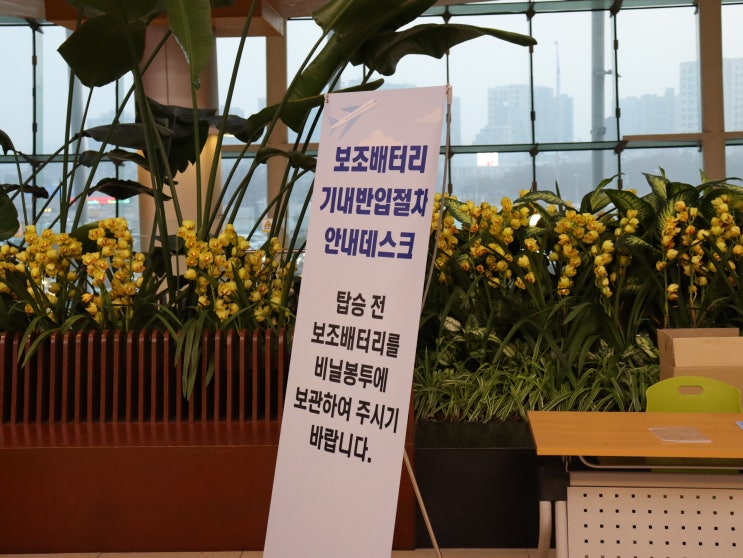 보조배터리
기내반입절차
안내데스크
탑승 전
보조배터리를
비닐봉투에
보관하여 주시기
바랍니다.